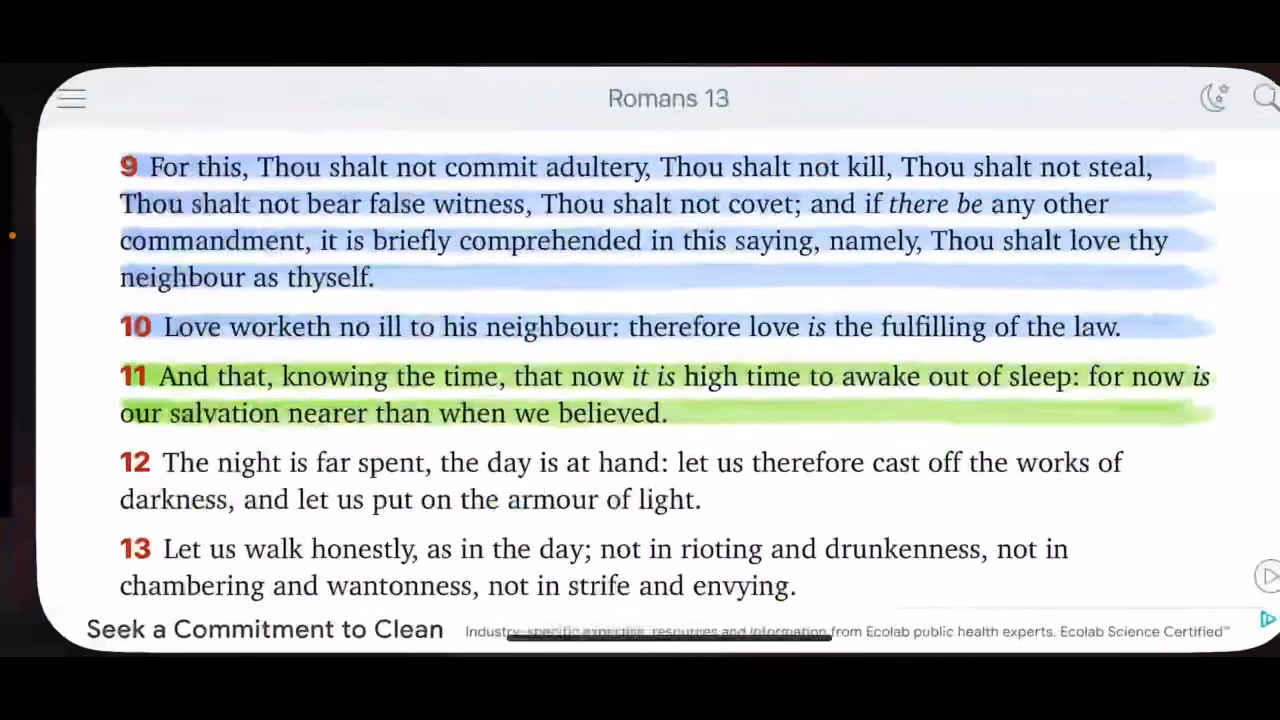 Romans 13
9 For this, Thou shalt not commit adultery, Thou shalt not kill, Thou shalt not steal,
Thou shalt not bear false witness, Thou shalt not covet; and if there be any other
commandment, it is briefly comprehended in this saying, namely, Thou shalt love thy
neighbour as thyself.
10 Love worketh no ill to his neighbour: therefore love is the fulfilling of the law.
11 And that, knowing the time, that now it is high time to awake out of sleep: for now is
our salvation nearer than when we believed.
12 The night is far spent, the day is at hand: let us therefore cast off the works of
darkness, and let us put on the armour of light.
13 Let us walk honestly, as in the day; not in rioting and drunkenness, not in
chambering and wantonness, not in strife and envying.
Seek a Commitment to Clean
Industry-specific expertise, resources and information from Ecolab public health experts. Ecolab Science Certified™